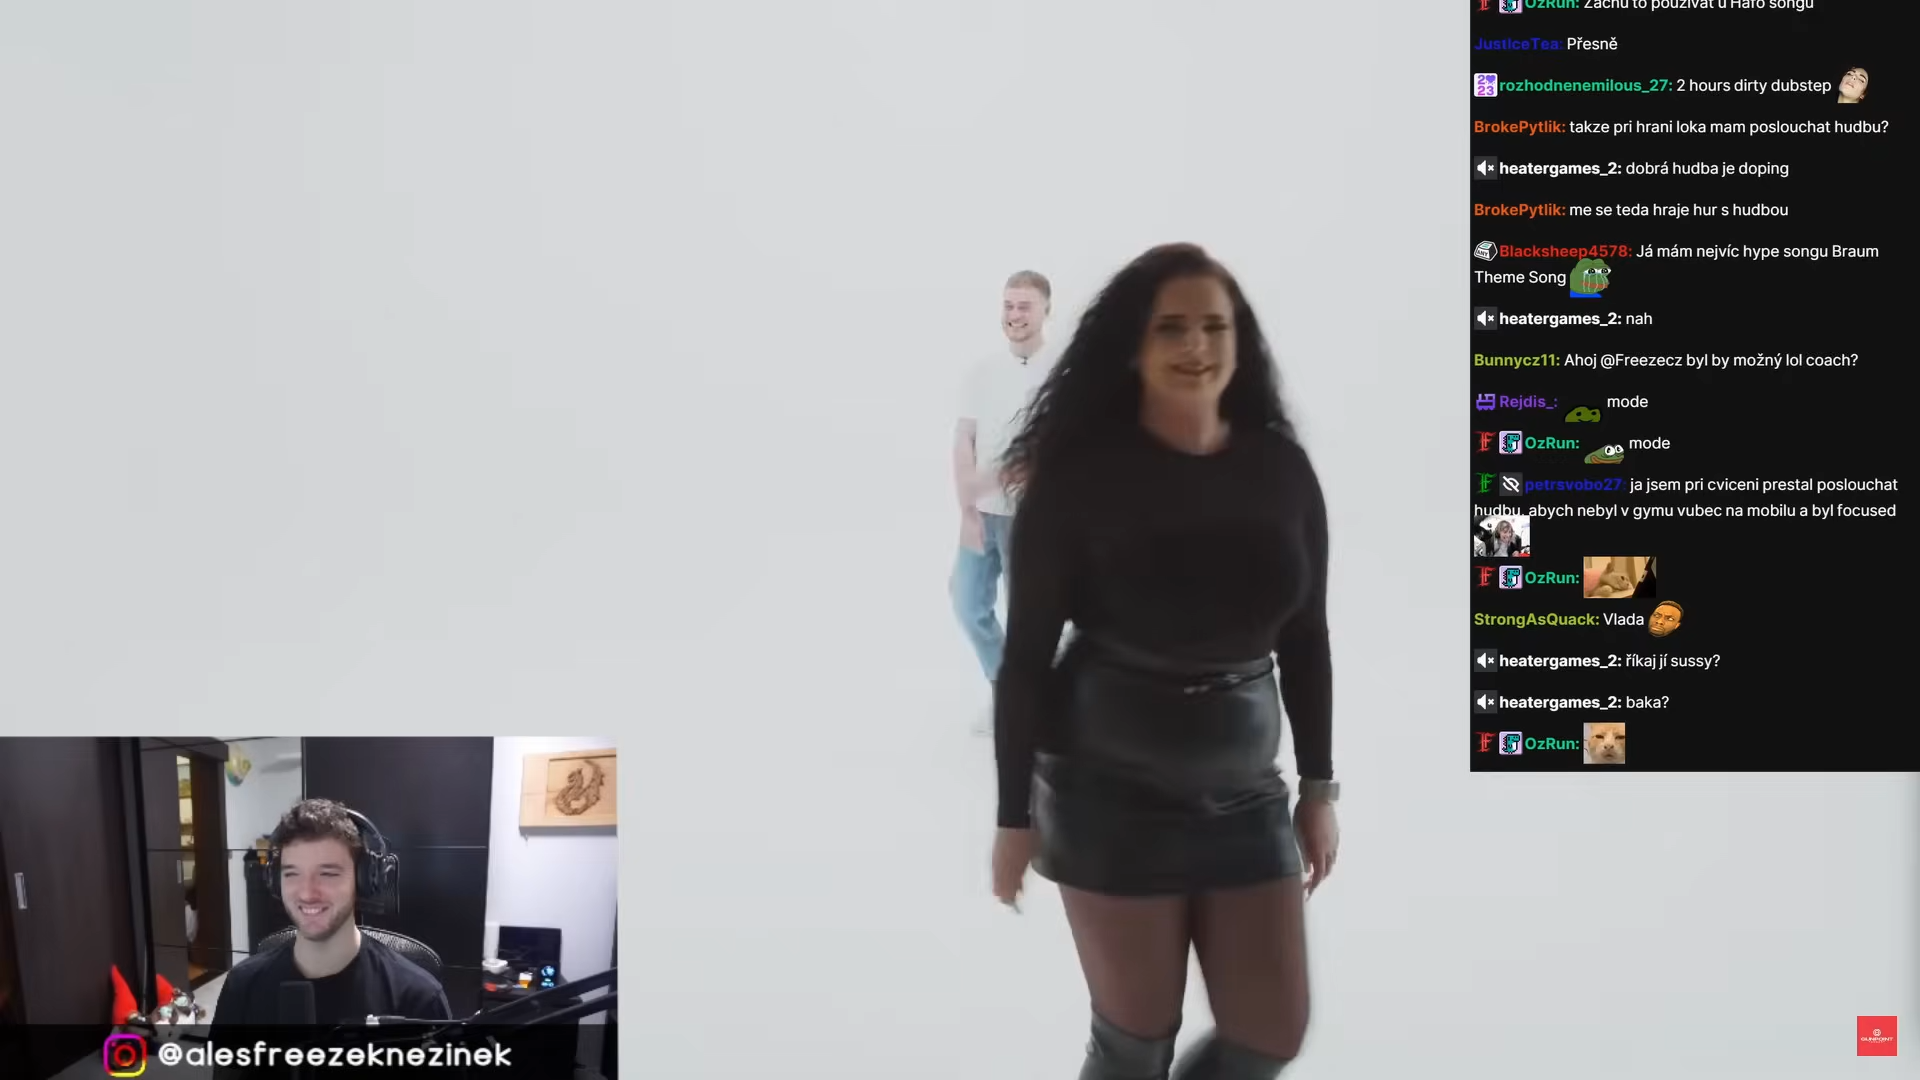 OzRun: Začnu to používat u Hafo songu
JustIceTea: Přesně
rozhodnenemilous_27: 2 hours dirty dubstep
BrokePytlik: takze pri hrani loka mam poslouchat hudbu?
heatergames_2: dobrá hudba je doping
BrokePytlik: me se teda hraje hur s hudbou
Blacksheep4578: Já mám nejvíc hype songu Braum
Theme Song
heatergames_2: nah
Bunnycz11: Ahoj @Freezecz byl by možný lol coach?
Rejdis_: mode
OzRun: mode
petrsvobo27: ja jsem pri cviceni prestal poslouchat
hudbu, abych nebyl v gymu vubec na mobilu a byl focused
OzRun:
StrongAsQuack: Vlada
heatergames_2: říkaj jí sussy?
heatergames_2: baka?
OzRun:
@alesfreezeknezinek
GUNPOINT